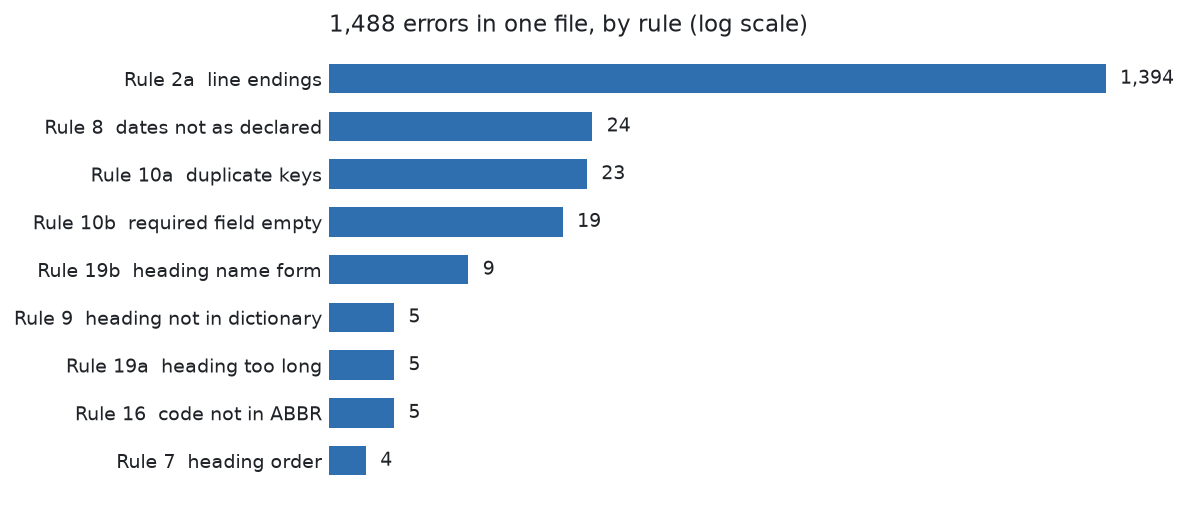 1,488 errors in one file, by rule (log scale)
Rule 2a  line endings 1,394
Rule 8  dates not as declared 24
Rule 10a  duplicate keys 23
Rule 10b  required field empty 19
Rule 19b  heading name form 9
Rule 9  heading not in dictionary 5
Rule 19a  heading too long 5
Rule 16  code not in ABBR 5
Rule 7  heading order 4